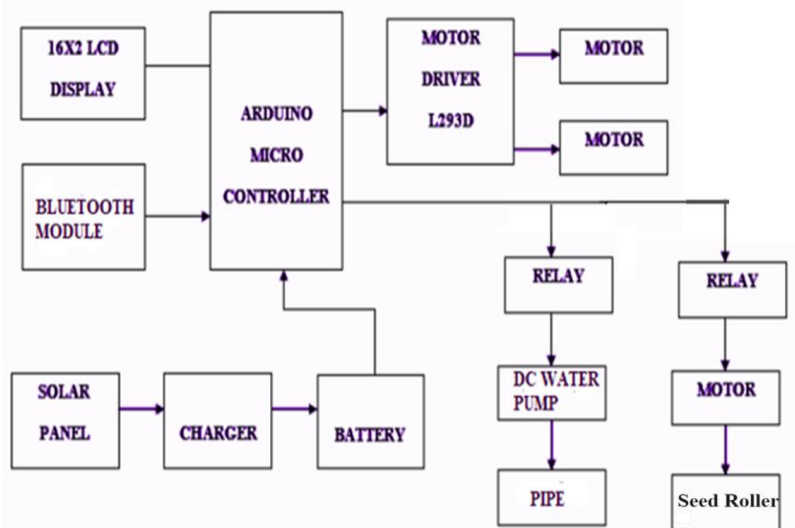 16X2 LCD
DISPLAY
BLUETOOTH
MODULE
ARDUINO
MICRO
CONTROLLER
MOTOR
DRIVER
L293D
MOTOR
MOTOR
RELAY
DC WATER
PUMP
PIPE
RELAY
MOTOR
Seed Roller
SOLAR
PANEL
CHARGER
BATTERY